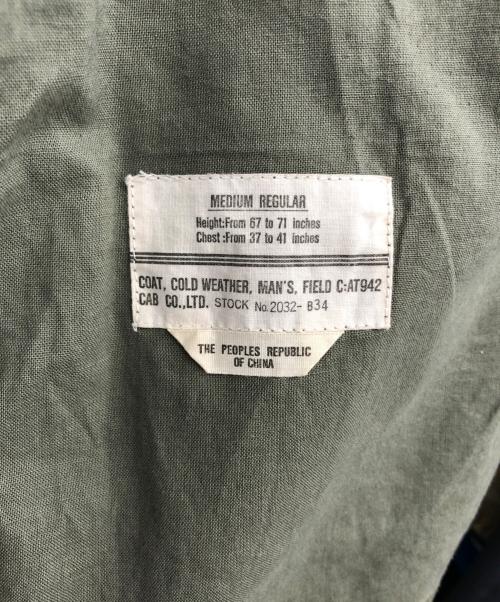 MEDIUM REGULAR
Height:From 67 to 71 inches
Chest :From 37 to 41 inches
COAT, COLD WEATHER, MAN'S, FIELD C:AT942
CAB CO.,LTD. STOCK No.2032- B34
THE PEOPLES REPUBLIC
OF CHINA